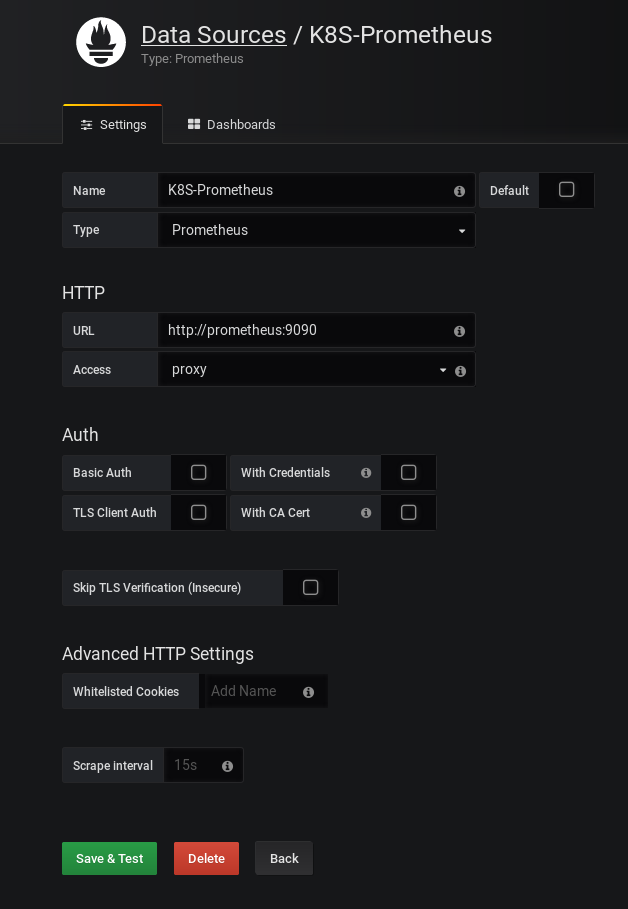 Data Sources / K8S-Prometheus
Type: Prometheus
Settings Dashboards
Name K8S-Prometheus Default
Type Prometheus
HTTP
URL http://prometheus:9090
Access proxy
Auth
Basic Auth With Credentials
TLS Client Auth With CA Cert
Skip TLS Verification (Insecure)
Advanced HTTP Settings
Whitelisted Cookies Add Name
Scrape interval 15s
Save & Test Delete Back